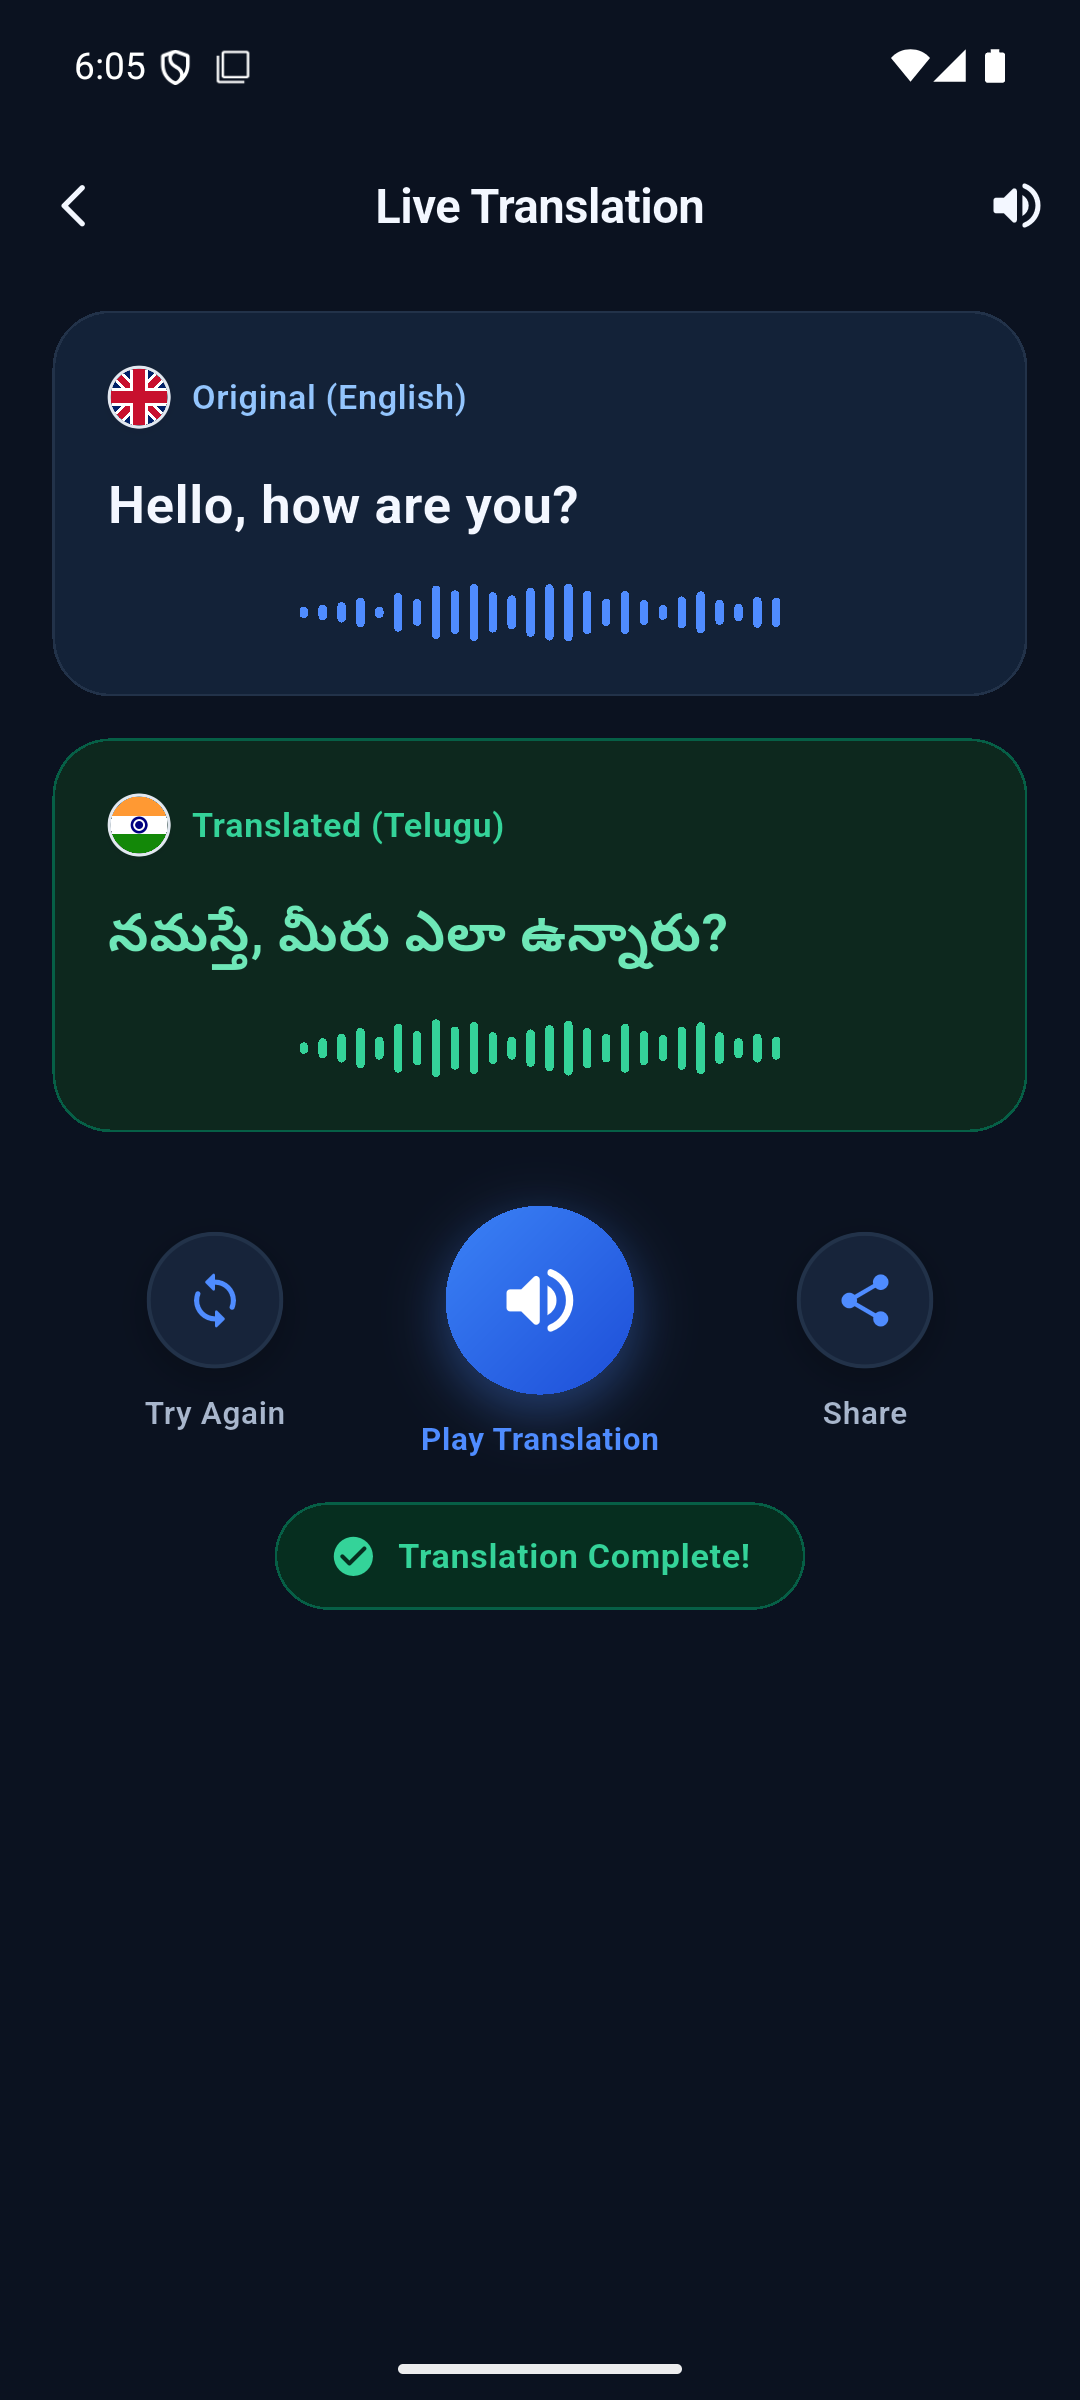 6:05
Live Translation
Original (English)
Hello, how are you?
Translated (Telugu)
నమస్తే, మీరు ఎలా ఉన్నారు?
Try Again
Play Translation
Share
Translation Complete!